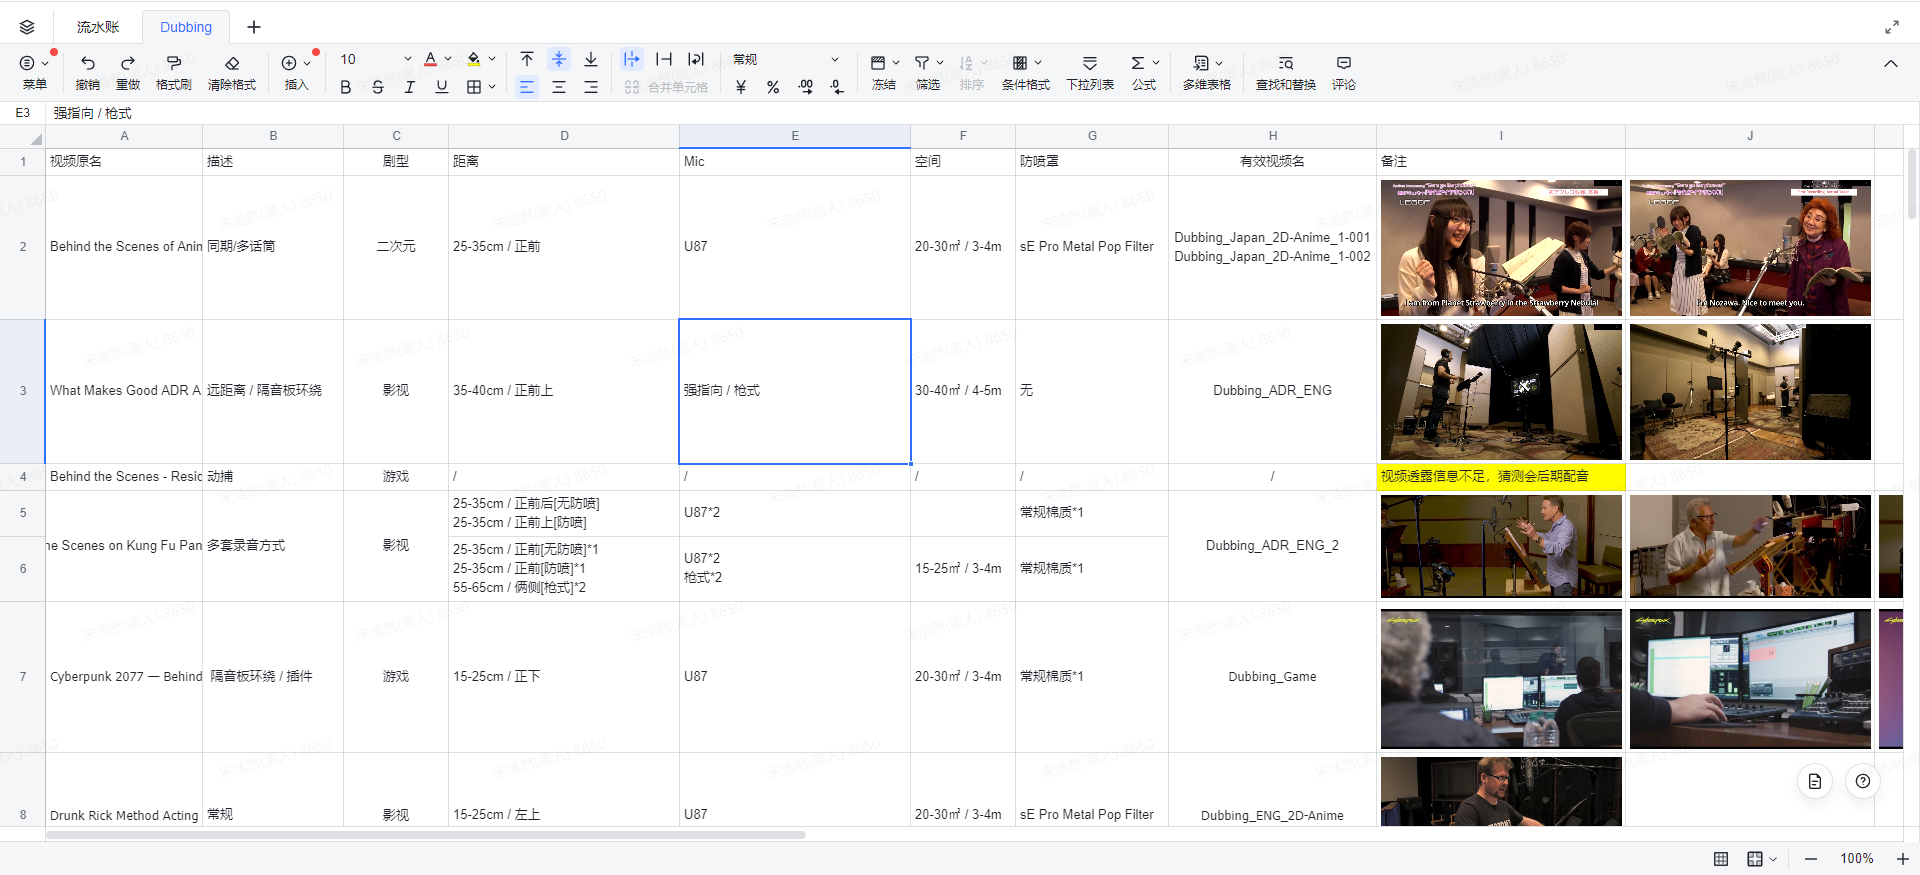 流水账 Dubbing
菜单 撤销 重做 格式刷 清除格式 插入 10 合并单元格 常规 冻结 筛选 排序 条件格式 下拉列表 公式 多维表格 查找和替换 评论
E3 强指向 / 枪式
A B C D E F G H I J
1 视频原名 描述 剧型 距离 Mic 空间 防喷罩 有效视频名 备注
2 Behind the Scenes of Anin 同期/多话筒 二次元 25-35cm / 正前 U87 20-30㎡ / 3-4m sE Pro Metal Pop Filter Dubbing_Japan_2D-Anime_1-001
Dubbing_Japan_2D-Anime_1-002
I am from Planet Strawberry in the Strawberry Nebula!
I'm Nozawa. Nice to meet you.
3 What Makes Good ADR A 远距离 / 隔音板环绕 影视 35-40cm / 正前上 强指向 / 枪式 30-40㎡ / 4-5m 无 Dubbing_ADR_ENG
4 Behind the Scenes - Resid 动捕 游戏 / / / / / 视频透露信息不足，猜测会后期配音
5 25-35cm / 正前后[无防喷]
25-35cm / 正前上[防喷]
U87*2 常规棉质*1
he Scenes on Kung Fu Pan 多套录音方式 影视 Dubbing_ADR_ENG_2
6 25-35cm / 正前[无防喷]*1
25-35cm / 正前[防喷]*1
55-65cm / 俩侧[枪式]*2
U87*2
枪式*2
15-25㎡ / 3-4m 常规棉质*1
7 Cyberpunk 2077 — Behind 隔音板环绕 / 插件 游戏 15-25cm / 正下 U87 20-30㎡ / 3-4m 常规棉质*1 Dubbing_Game
8 Drunk Rick Method Acting 常规 影视 15-25cm / 左上 U87 20-30㎡ / 3-4m sE Pro Metal Pop Filter Dubbing_ENG_2D-Anime
100%
宋浩然(黑人) 8650